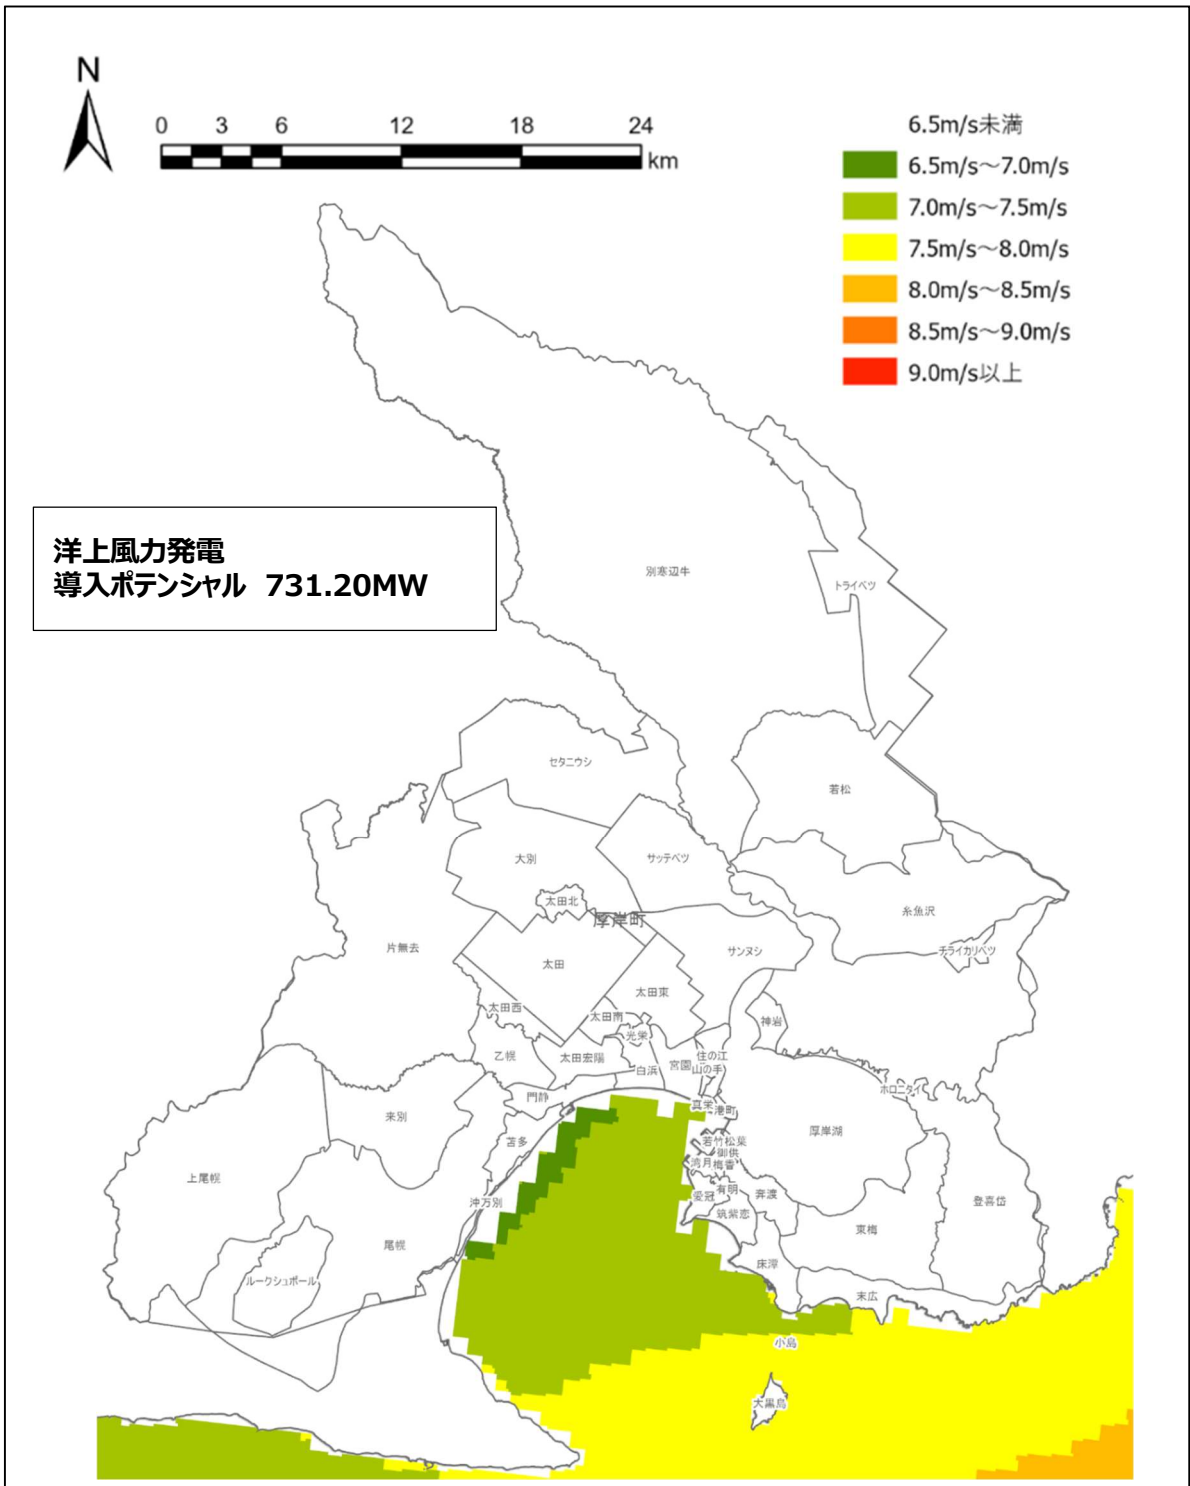 N
0 3 6 12 18 24
km
6.5m/s未満
6.5m/s～7.0m/s
7.0m/s～7.5m/s
7.5m/s～8.0m/s
8.0m/s～8.5m/s
8.5m/s～9.0m/s
9.0m/s以上
洋上風力発電
導入ポテンシャル 731.20MW
別寒辺牛
トライベツ
セタニウシ
若松
大別
サッテベツ
太田北
厚岸町
糸魚沢
片無去
太田
サンヌシ
チライカリベツ
太田東
太田西
太田南
神岩
光栄
乙幌
太田宏陽
白浜
宮園
住の江
山の手
ホロニタイ
門静
真栄
港町
来別
苫多
厚岸湖
若竹
松葉
御供
湾月
梅香
上尾幌
沖万別
愛冠
有明
奔渡
登喜岱
筑紫恋
東梅
尾幌
床潭
ルークシュポール
末広
小島
大黒島